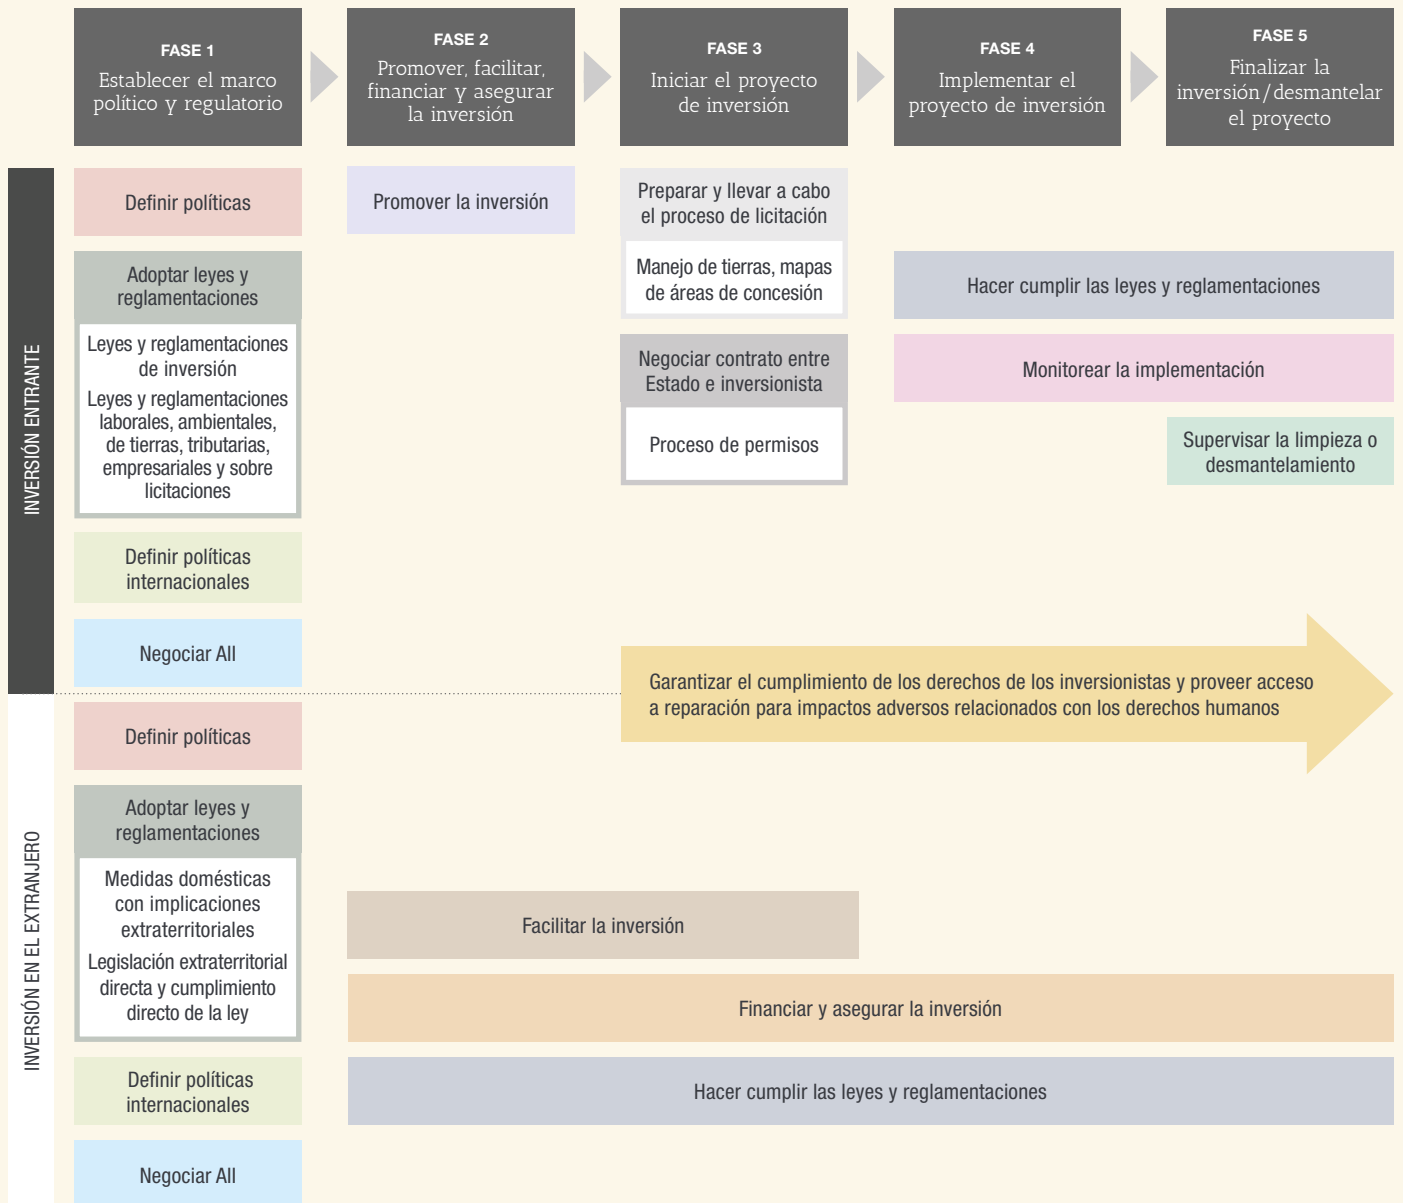 FASE 1
Establecer el marco
político y regulatorio
FASE 2
Promover, facilitar,
financiar y asegurar
la inversión
FASE 3
Iniciar el proyecto
de inversión
FASE 4
Implementar el
proyecto de inversión
FASE 5
Finalizar la
inversión/desmantelar
el proyecto
INVERSIÓN ENTRANTE
Definir políticas
Adoptar leyes y
reglamentaciones
Leyes y reglamentaciones
de inversión
Leyes y reglamentaciones
laborales, ambientales,
de tierras, tributarias,
empresariales y sobre
licitaciones
Definir políticas
internacionales
Negociar AII
Promover la inversión
Preparar y llevar a cabo
el proceso de licitación
Manejo de tierras, mapas
de áreas de concesión
Negociar contrato entre
Estado e inversionista
Proceso de permisos
Hacer cumplir las leyes y reglamentaciones
Monitorear la implementación
Supervisar la limpieza o
desmantelamiento
Garantizar el cumplimiento de los derechos de los inversionistas y proveer acceso
a reparación para impactos adversos relacionados con los derechos humanos
INVERSIÓN EN EL EXTRANJERO
Definir políticas
Adoptar leyes y
reglamentaciones
Medidas domésticas
con implicaciones
extraterritoriales
Legislación extraterritorial
directa y cumplimiento
directo de la ley
Definir políticas
internacionales
Negociar AII
Facilitar la inversión
Financiar y asegurar la inversión
Hacer cumplir las leyes y reglamentaciones